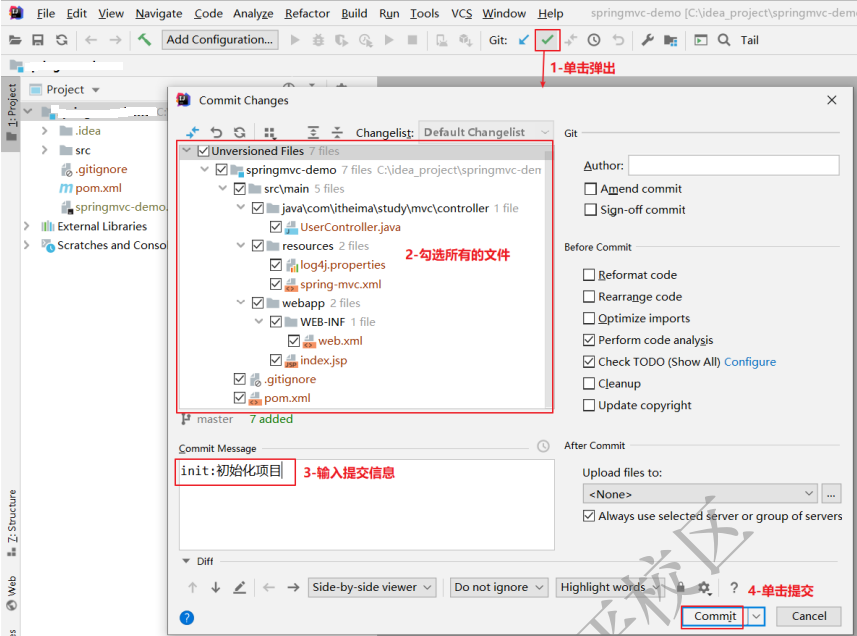 File Edit View Navigate Code Analyze Refactor Build Run Tools VCS Window Help springmvc-demo [C:\idea_project\springmvc-demo
Add Configuration... Git: Tail
1-单击弹出
1: Project
Project
Commit Changes
.idea
src
.gitignore
pom.xml
springmvc-demo.
External Libraries
Scratches and Conso
Changelist: Default Changelist
Unversioned Files 7 files
springmvc-demo 7 files C:\idea_project\springmvc-dem
src\main 5 files
java\com\itheima\study\mvc\controller 1 file
UserController.java
resources 2 files
log4j.properties
spring-mvc.xml
webapp 2 files
WEB-INF 1 file
web.xml
index.jsp
.gitignore
pom.xml
2-勾选所有的文件
master 7 added
Commit Message
init:初始化项目
3-输入提交信息
Git
Author:
Amend commit
Sign-off commit
Before Commit
Reformat code
Rearrange code
Optimize imports
Perform code analysis
Check TODO (Show All) Configure
Cleanup
Update copyright
After Commit
Upload files to:
<None> ...
Always use selected server or group of servers
Diff
Side-by-side viewer Do not ignore Highlight words ?
4-单击提交
? Commit Cancel
Z: Structure
Web
校区